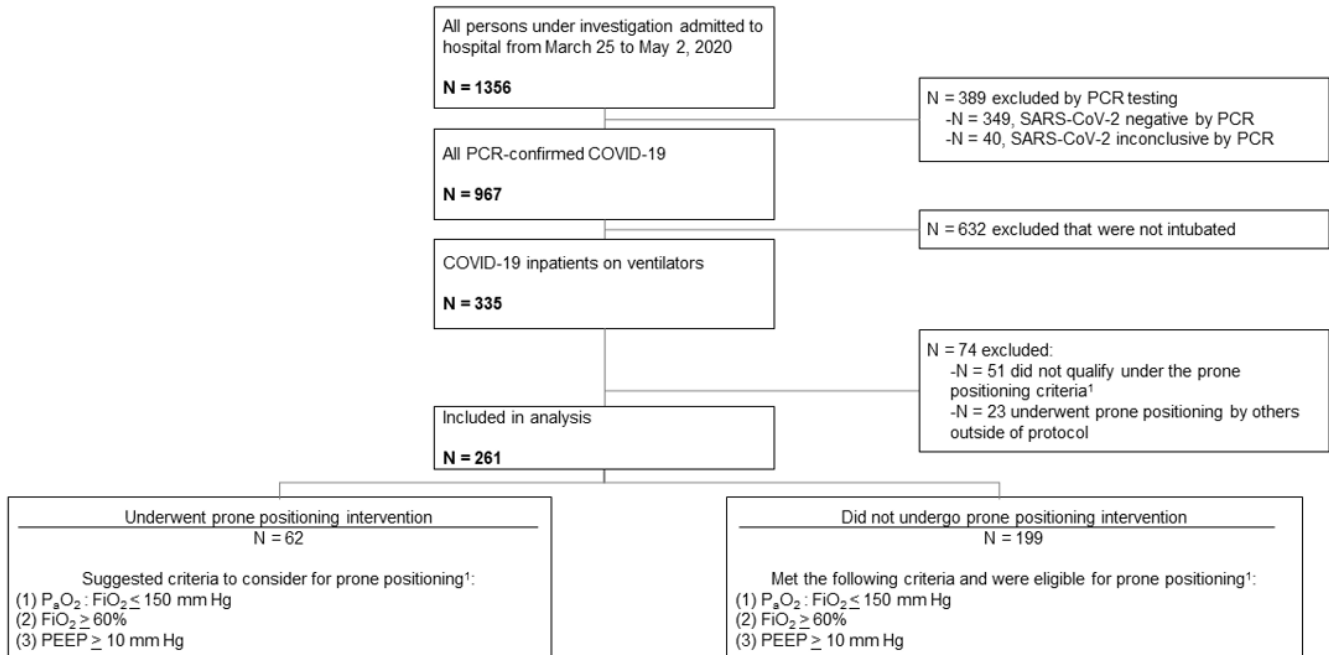 All persons under investigation admitted to
hospital from March 25 to May 2, 2020
N = 1356
N = 389 excluded by PCR testing
-N = 349, SARS-CoV-2 negative by PCR
-N = 40, SARS-CoV-2 inconclusive by PCR
All PCR-confirmed COVID-19
N = 967
N = 632 excluded that were not intubated
COVID-19 inpatients on ventilators
N = 335
N = 74 excluded:
-N = 51 did not qualify under the prone
positioning criteria¹
-N = 23 underwent prone positioning by others
outside of protocol
Included in analysis
N = 261
Underwent prone positioning intervention
N = 62
Suggested criteria to consider for prone positioning¹:
(1) PₐO₂ : FiO₂ ≤ 150 mm Hg
(2) FiO₂ ≥ 60%
(3) PEEP ≥ 10 mm Hg
Did not undergo prone positioning intervention
N = 199
Met the following criteria and were eligible for prone positioning¹:
(1) PₐO₂ : FiO₂ ≤ 150 mm Hg
(2) FiO₂ ≥ 60%
(3) PEEP ≥ 10 mm Hg